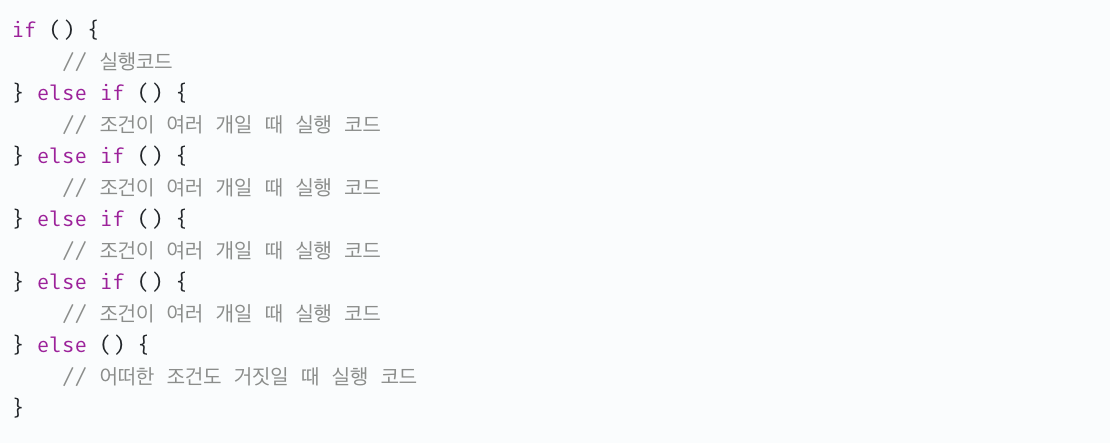 if () {
    // 실행코드
} else if () {
    // 조건이 여러 개일 때 실행 코드
} else if () {
    // 조건이 여러 개일 때 실행 코드
} else if () {
    // 조건이 여러 개일 때 실행 코드
} else if () {
    // 조건이 여러 개일 때 실행 코드
} else () {
    // 어떠한 조건도 거짓일 때 실행 코드
}